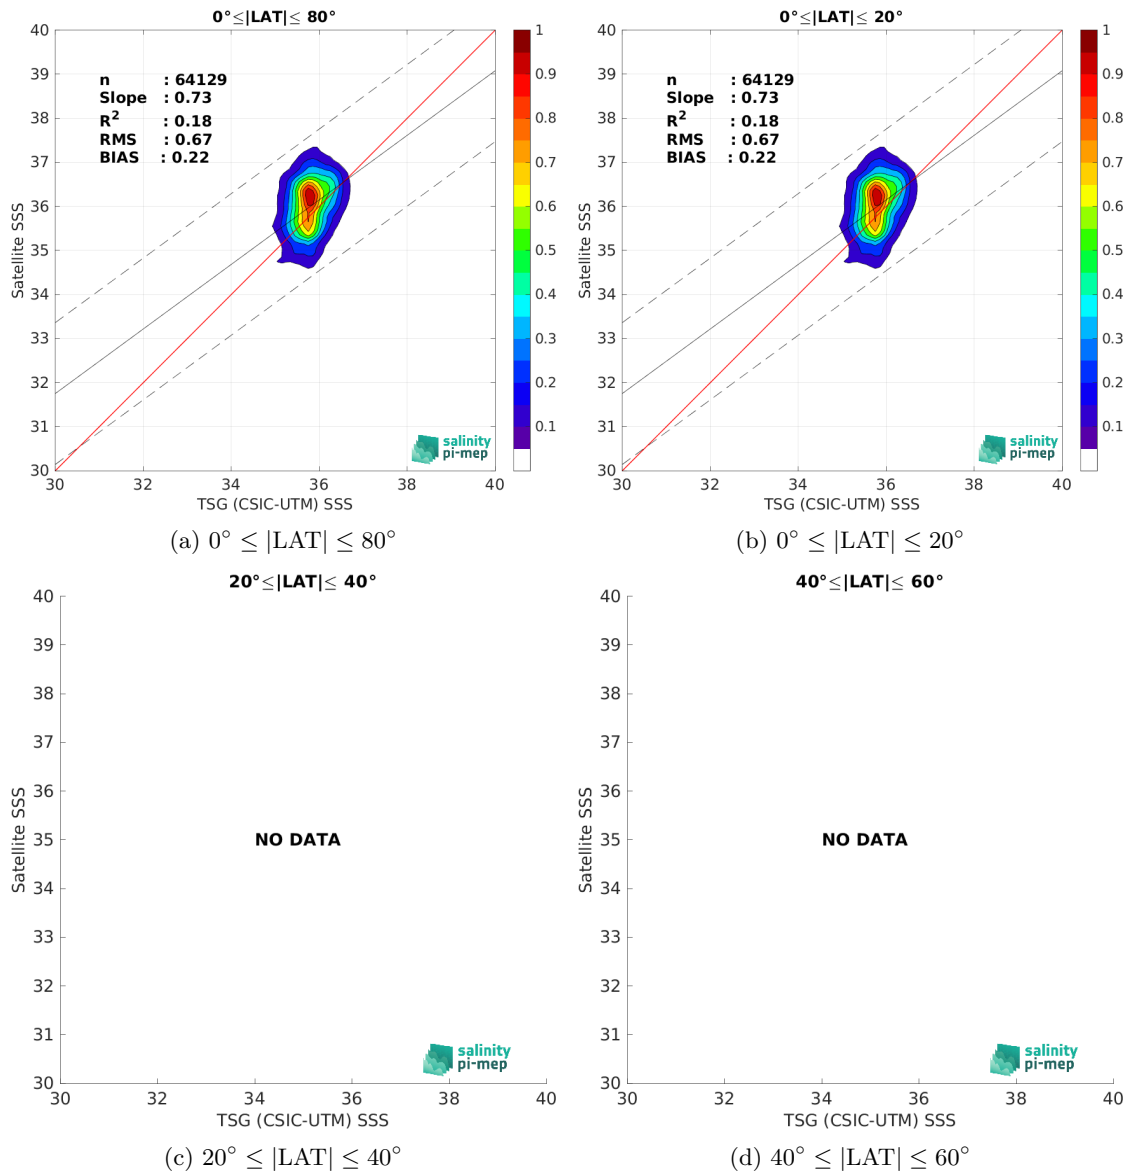 0°≤|LAT|≤ 80°
40
39
38
37
36
35
34
33
32
31
30
30 32 34 36 38 40
Satellite SSS
TSG (CSIC-UTM) SSS
n : 64129
Slope : 0.73
R² : 0.18
RMS : 0.67
BIAS : 0.22
1
0.9
0.8
0.7
0.6
0.5
0.4
0.3
0.2
0.1
salinity
pi-mep
(a) 0° ≤ |LAT| ≤ 80°
0°≤|LAT|≤ 20°
40
39
38
37
36
35
34
33
32
31
30
30 32 34 36 38 40
Satellite SSS
TSG (CSIC-UTM) SSS
n : 64129
Slope : 0.73
R² : 0.18
RMS : 0.67
BIAS : 0.22
1
0.9
0.8
0.7
0.6
0.5
0.4
0.3
0.2
0.1
salinity
pi-mep
(b) 0° ≤ |LAT| ≤ 20°
20°≤|LAT|≤ 40°
40
39
38
37
36
35
34
33
32
31
30
30 32 34 36 38 40
Satellite SSS
TSG (CSIC-UTM) SSS
NO DATA
salinity
pi-mep
(c) 20° ≤ |LAT| ≤ 40°
40°≤|LAT|≤ 60°
40
39
38
37
36
35
34
33
32
31
30
30 32 34 36 38 40
Satellite SSS
TSG (CSIC-UTM) SSS
NO DATA
salinity
pi-mep
(d) 40° ≤ |LAT| ≤ 60°